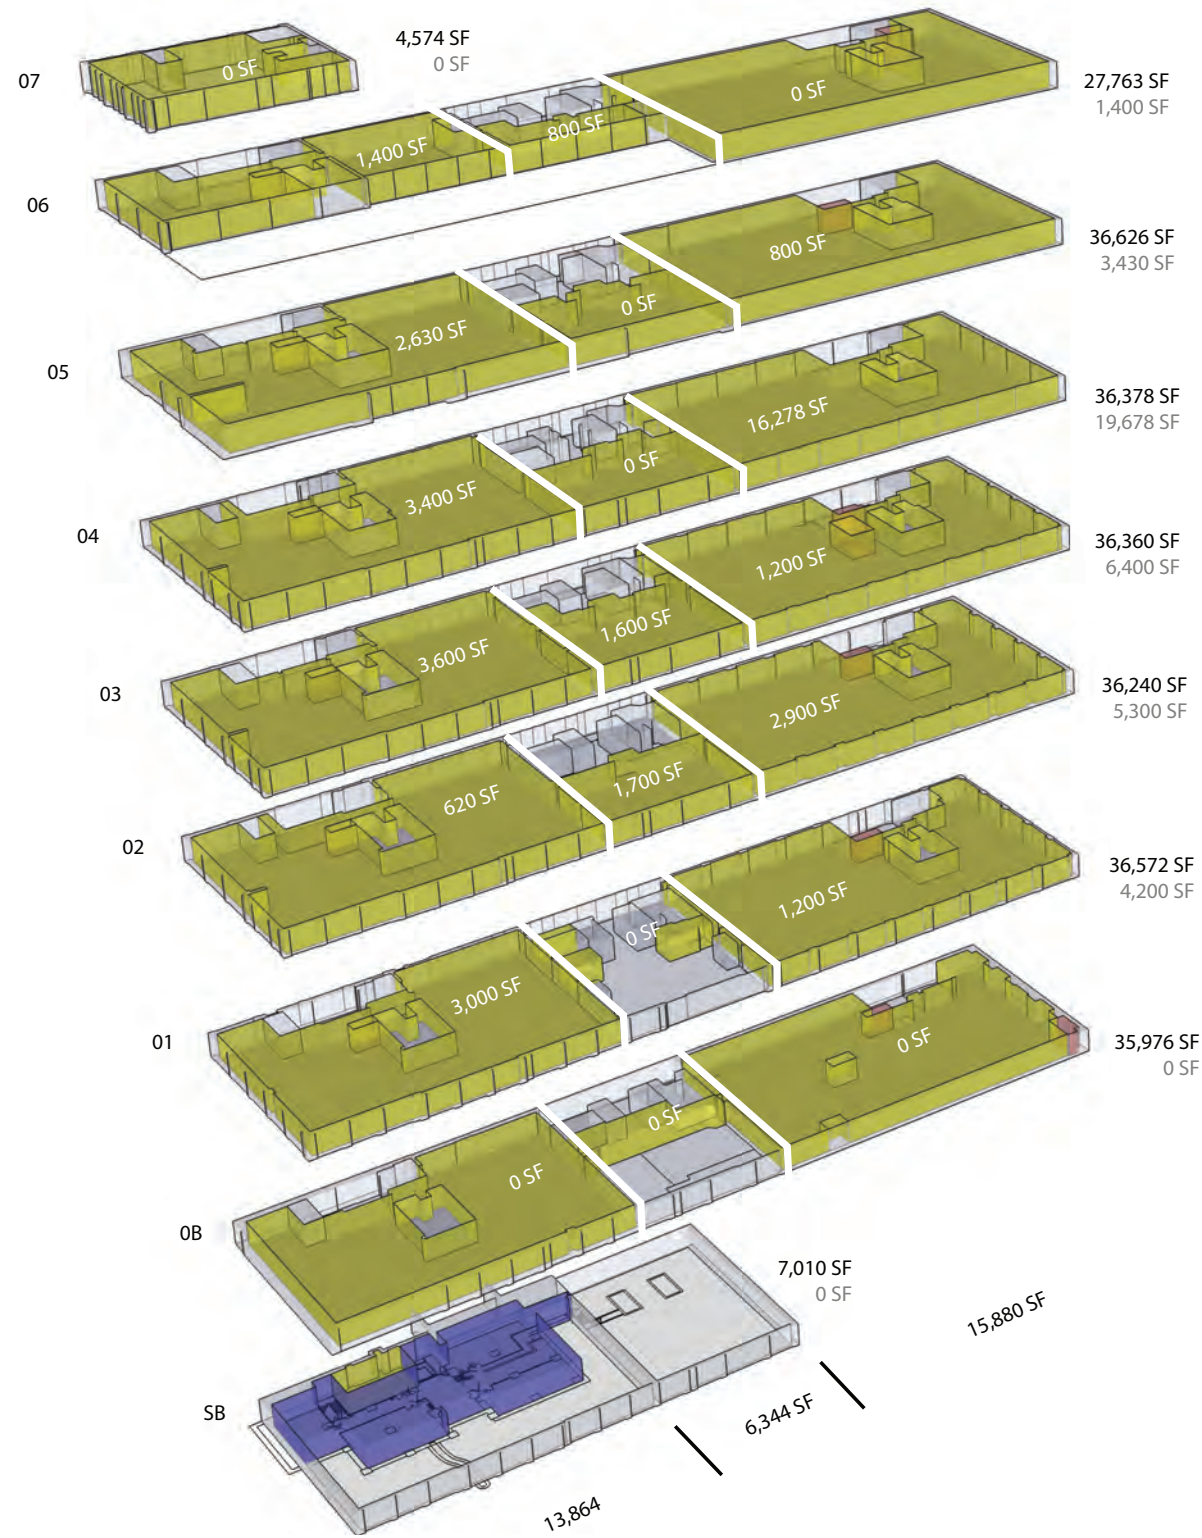 4,574 SF
0 SF
07
0 SF
0 SF
27,763 SF
1,400 SF
800 SF
1,400 SF
06
36,626 SF
3,430 SF
800 SF
0 SF
2,630 SF
05
36,378 SF
19,678 SF
16,278 SF
0 SF
3,400 SF
04
36,360 SF
6,400 SF
1,200 SF
1,600 SF
3,600 SF
03
36,240 SF
5,300 SF
2,900 SF
1,700 SF
620 SF
02
36,572 SF
4,200 SF
1,200 SF
0 SF
3,000 SF
01
35,976 SF
0 SF
0 SF
0 SF
0 SF
0B
7,010 SF
0 SF
15,880 SF
SB
6,344 SF
13,864